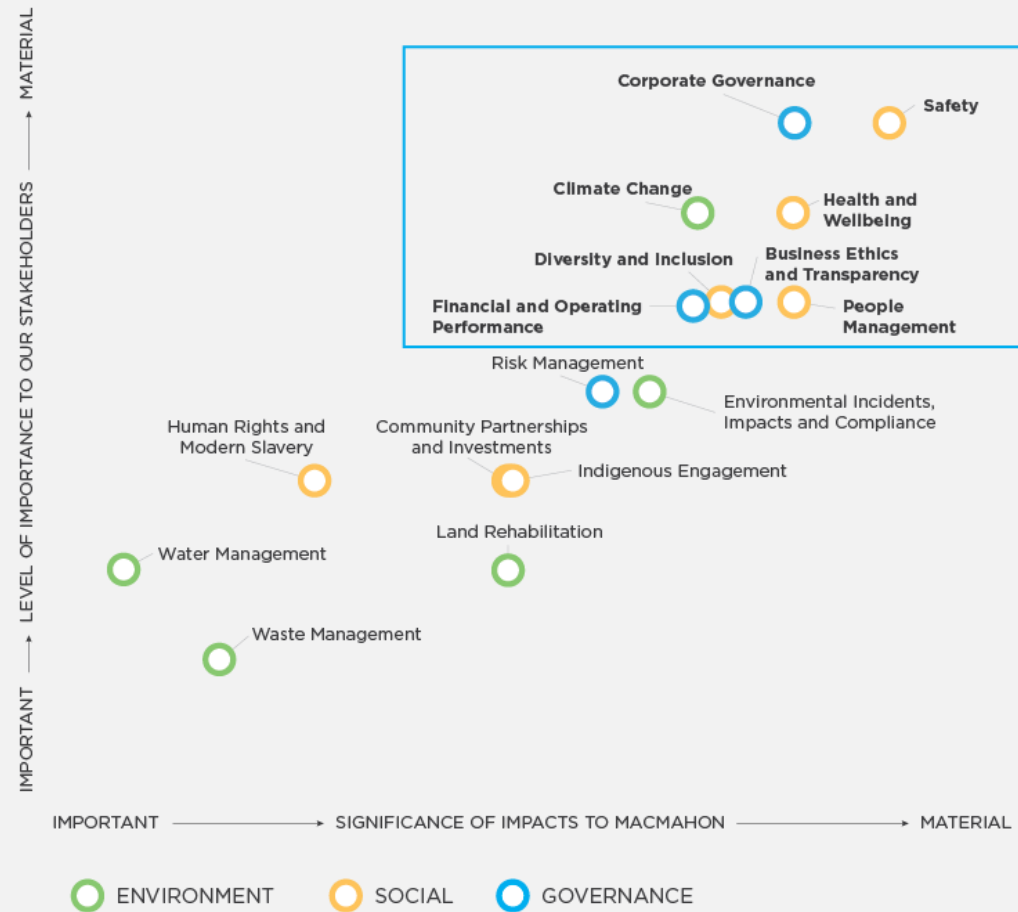 MATERIAL
LEVEL OF IMPORTANCE TO OUR STAKEHOLDERS
IMPORTANT
Corporate Governance
Safety
Climate Change
Health and
Wellbeing
Diversity and Inclusion
Business Ethics
and Transparency
Financial and Operating
Performance
People
Management
Risk Management
Environmental Incidents,
Impacts and Compliance
Human Rights and
Modern Slavery
Community Partnerships
and Investments
Indigenous Engagement
Land Rehabilitation
Water Management
Waste Management
IMPORTANT
SIGNIFICANCE OF IMPACTS TO MACMAHON
MATERIAL
ENVIRONMENT
SOCIAL
GOVERNANCE